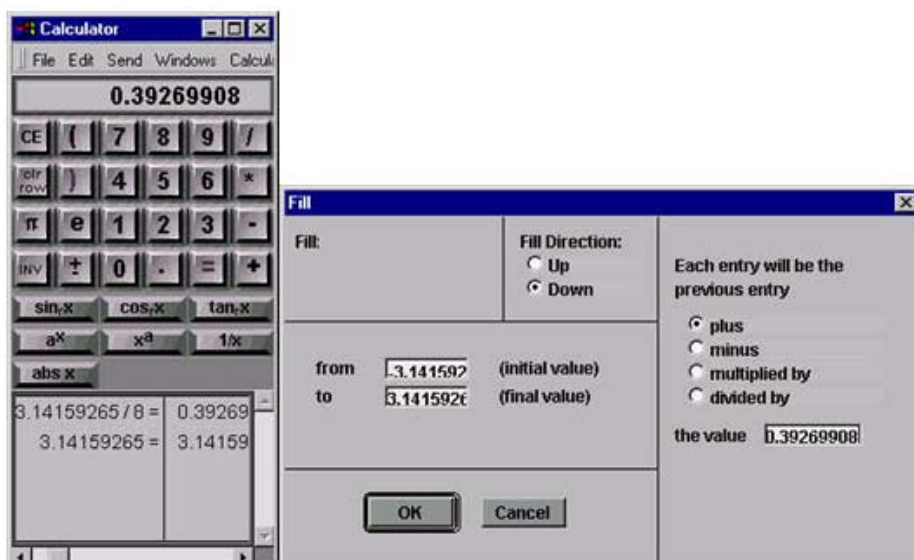 Calculator
File Edit Send Windows Calcul
0.39269908
CE ( 7 8 9 /
clr row ) 4 5 6 *
π e 1 2 3 -
INV ± 0 . = +
sinᵣx cosᵣx tanᵣx
aˣ xᵃ 1/x
abs x
3.14159265 / 8 = 0.39269
3.14159265 = 3.14159
Fill
Fill:
Fill Direction:
Up
Down
from -3.141592 (initial value)
to 3.1415926 (final value)
OK Cancel
Each entry will be the
previous entry
plus
minus
multiplied by
divided by
the value 0.39269908